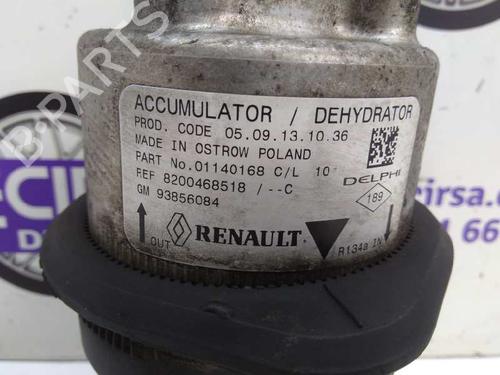 ACCUMULATOR / DEHYDRATOR
PROD. CODE 05.09.13.10.36
MADE IN OSTROW POLAND
PART No.01140168 C/L 10
REF 8200468518 /--C
DELPHI
GM 93856084
189
OUT
RENAULT
R134a IN
B-PARTS